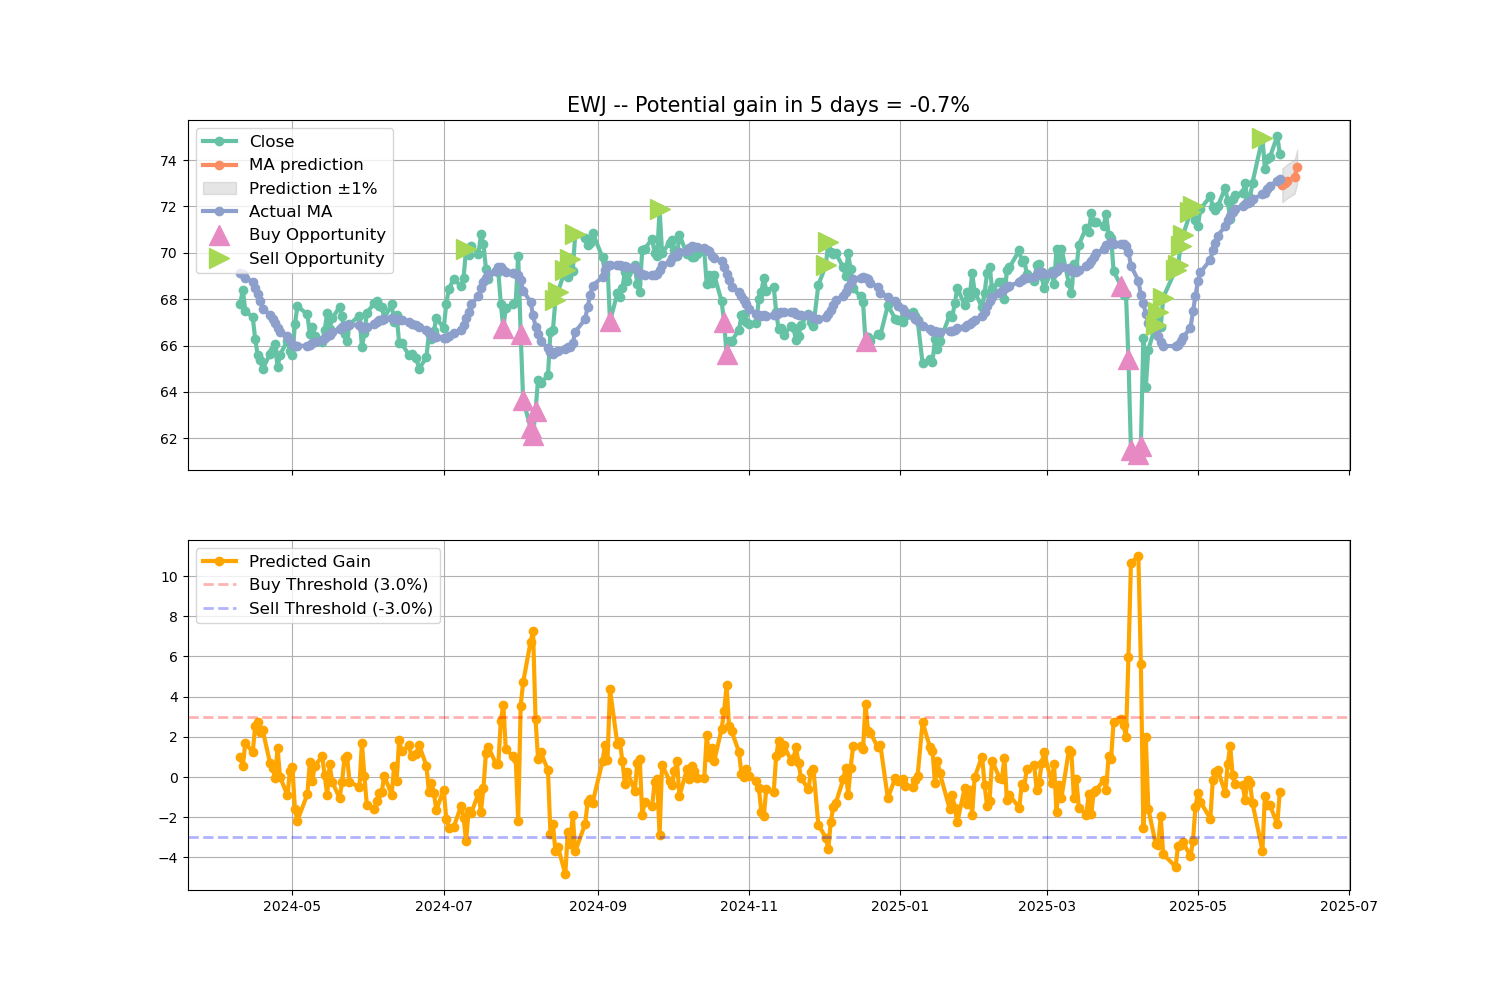 EWJ -- Potential gain in 5 days = -0.7%
Close
MA prediction
Prediction ±1%
Actual MA
Buy Opportunity
Sell Opportunity
74
72
70
68
66
64
62
Predicted Gain
Buy Threshold (3.0%)
Sell Threshold (-3.0%)
10
8
6
4
2
0
−2
−4
2024-05 2024-07 2024-09 2024-11 2025-01 2025-03 2025-05 2025-07